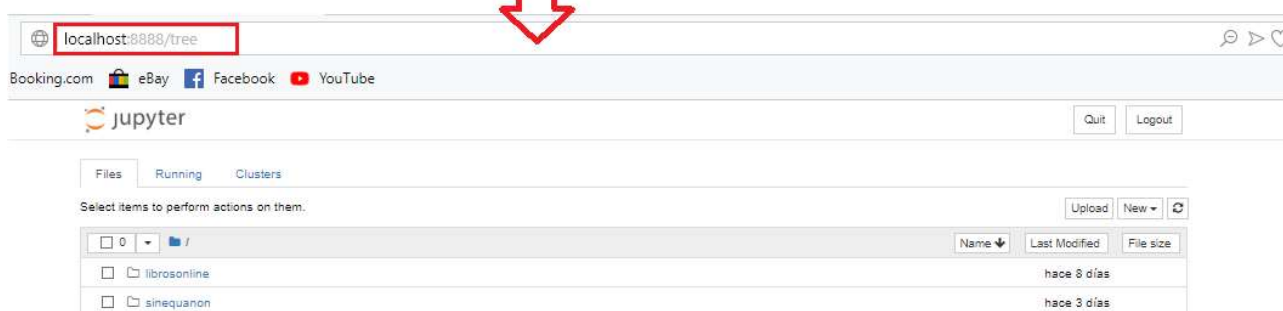 localhost:8888/tree
Booking.com eBay Facebook YouTube
jupyter Quit Logout
Files Running Clusters
Select items to perform actions on them. Upload New
0 / Name Last Modified File size
librosonline hace 8 días
sinequanon hace 3 días